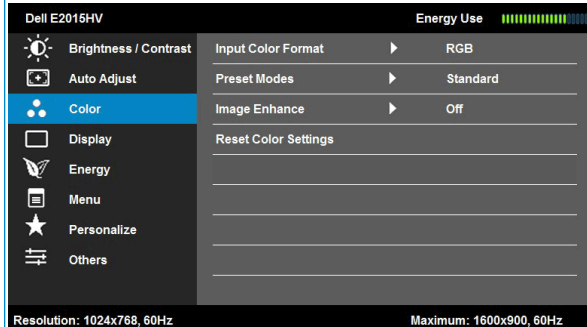 Dell E2015HV Energy Use
Brightness / Contrast Input Color Format RGB
Auto Adjust Preset Modes Standard
Color Image Enhance Off
Display Reset Color Settings
Energy
Menu
Personalize
Others
Resolution: 1024x768, 60Hz Maximum: 1600x900, 60Hz